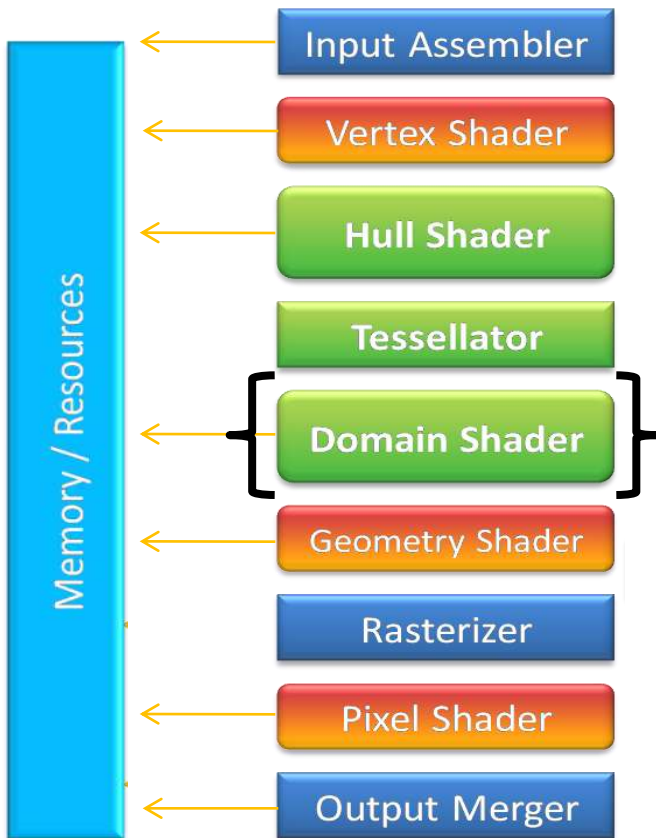 Input Assembler
Vertex Shader
Hull Shader
Tessellator
Domain Shader
Geometry Shader
Rasterizer
Pixel Shader
Output Merger
Memory / Resources